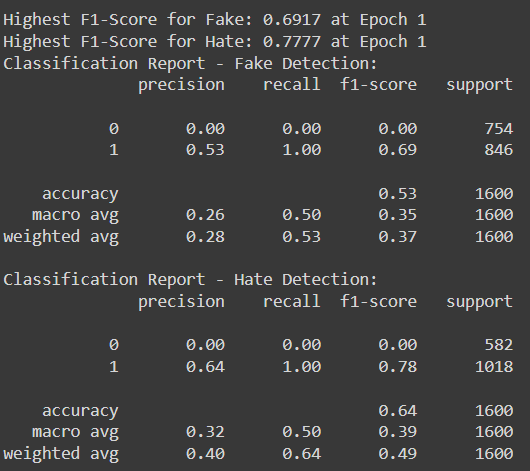 Highest F1-Score for Fake: 0.6917 at Epoch 1
Highest F1-Score for Hate: 0.7777 at Epoch 1
Classification Report - Fake Detection:
precision recall f1-score support
0 0.00 0.00 0.00 754
1 0.53 1.00 0.69 846
accuracy 0.53 1600
macro avg 0.26 0.50 0.35 1600
weighted avg 0.28 0.53 0.37 1600
Classification Report - Hate Detection:
precision recall f1-score support
0 0.00 0.00 0.00 582
1 0.64 1.00 0.78 1018
accuracy 0.64 1600
macro avg 0.32 0.50 0.39 1600
weighted avg 0.40 0.64 0.49 1600